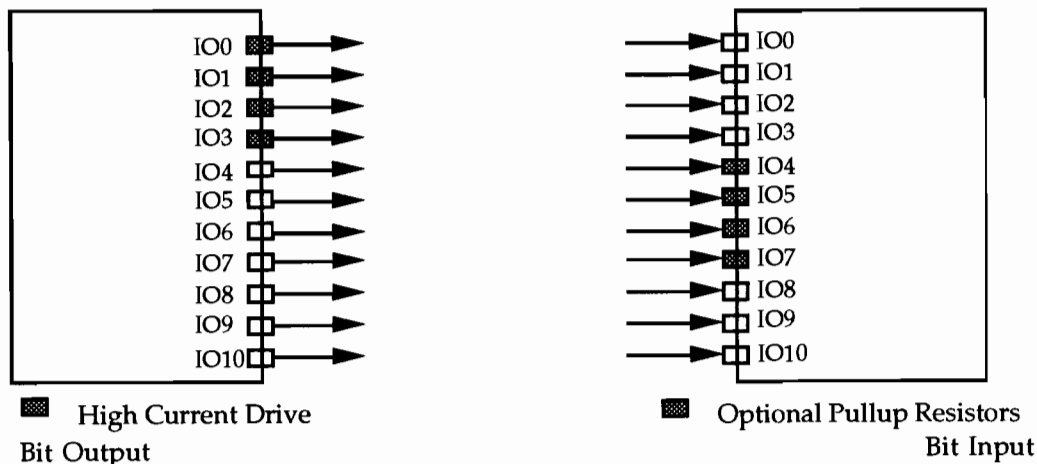 IO0
IO1
IO2
IO3
IO4
IO5
IO6
IO7
IO8
IO9
IO10
High Current Drive
Bit Output
IO0
IO1
IO2
IO3
IO4
IO5
IO6
IO7
IO8
IO9
IO10
Optional Pullup Resistors
Bit Input